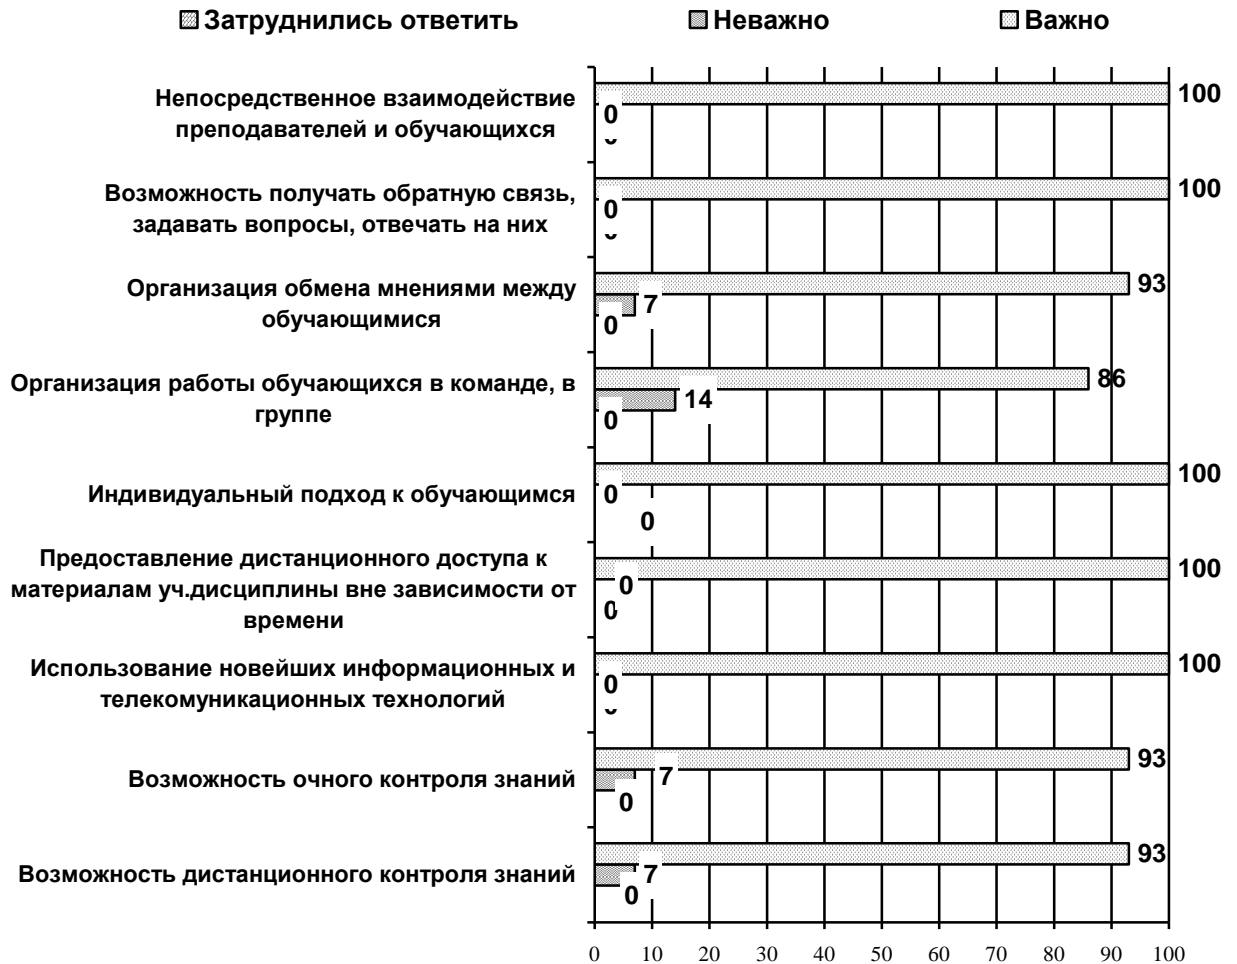 Затруднились ответить Неважно Важно
Непосредственное взаимодействие
преподавателей и обучающихся
100
0
Возможность получать обратную связь,
задавать вопросы, отвечать на них
100
0
Организация обмена мнениями между
обучающимися
93
7
0
Организация работы обучающихся в команде, в
группе
86
14
0
Индивидуальный подход к обучающимся
100
0
0
Предоставление дистанционного доступа к
материалам уч.дисциплины вне зависимости от
времени
100
0
0
Использование новейших информационных и
телекомуникационных технологий
100
0
Возможность очного контроля знаний
93
7
0
Возможность дистанционного контроля знаний
93
7
0
0 10 20 30 40 50 60 70 80 90 100